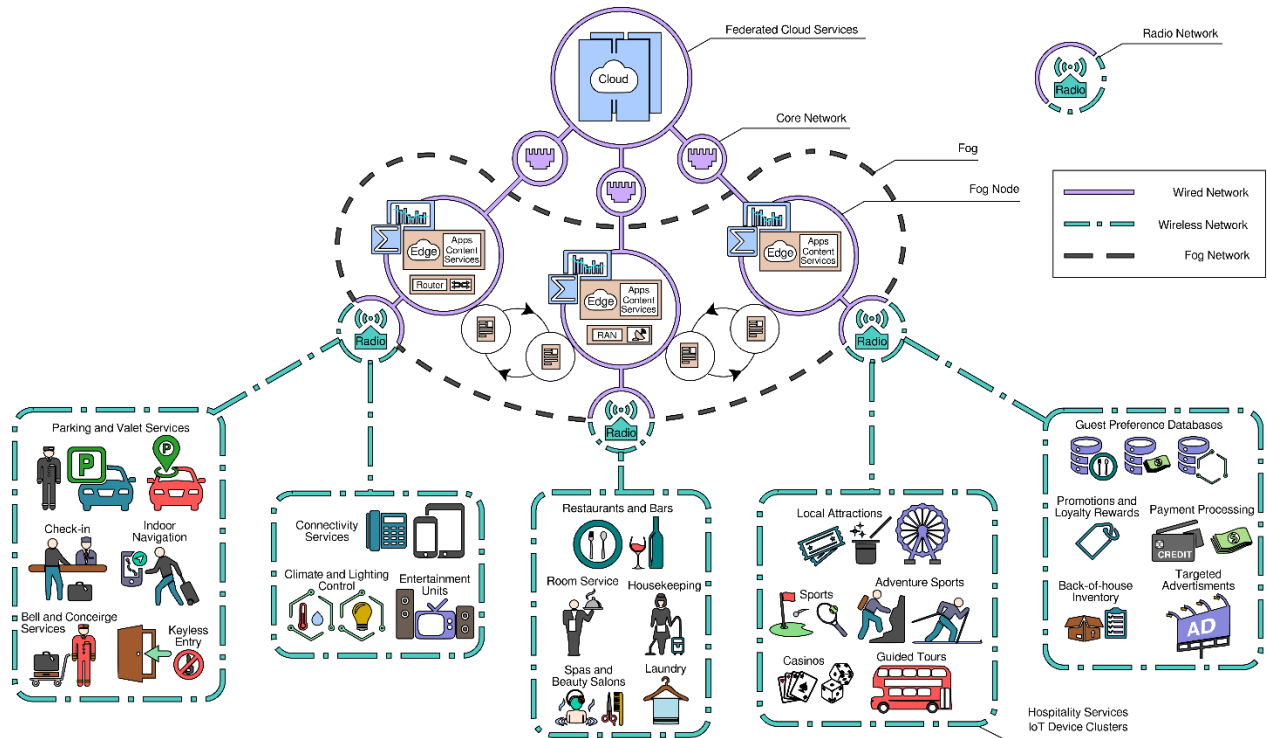 Federated Cloud Services
Cloud
Radio Network
Radio
Core Network
Fog
Fog Node
Wired Network
Wireless Network
Fog Network
Edge
Apps
Content
Services
Router
Edge
Apps
Content
Services
RAN
Edge
Apps
Content
Services
Radio
Radio
Radio
Parking and Valet Services
P
P
Check-in
Indoor
Navigation
Bell and Conceirge
Services
Keyless
Entry
Connectivity
Services
Climate and Lighting
Control
Entertainment
Units
Restaurants and Bars
Room Service
Housekeeping
Spas and
Beauty Salons
Laundry
Local Attractions
Sports
Adventure Sports
Casinos
Guided Tours
Guest Preference Databases
Promotions and
Loyalty Rewards
Payment Processing
CREDIT
Back-of-house
Inventory
Targeted
Advertisments
AD
Hospitality Services
IoT Device Clusters